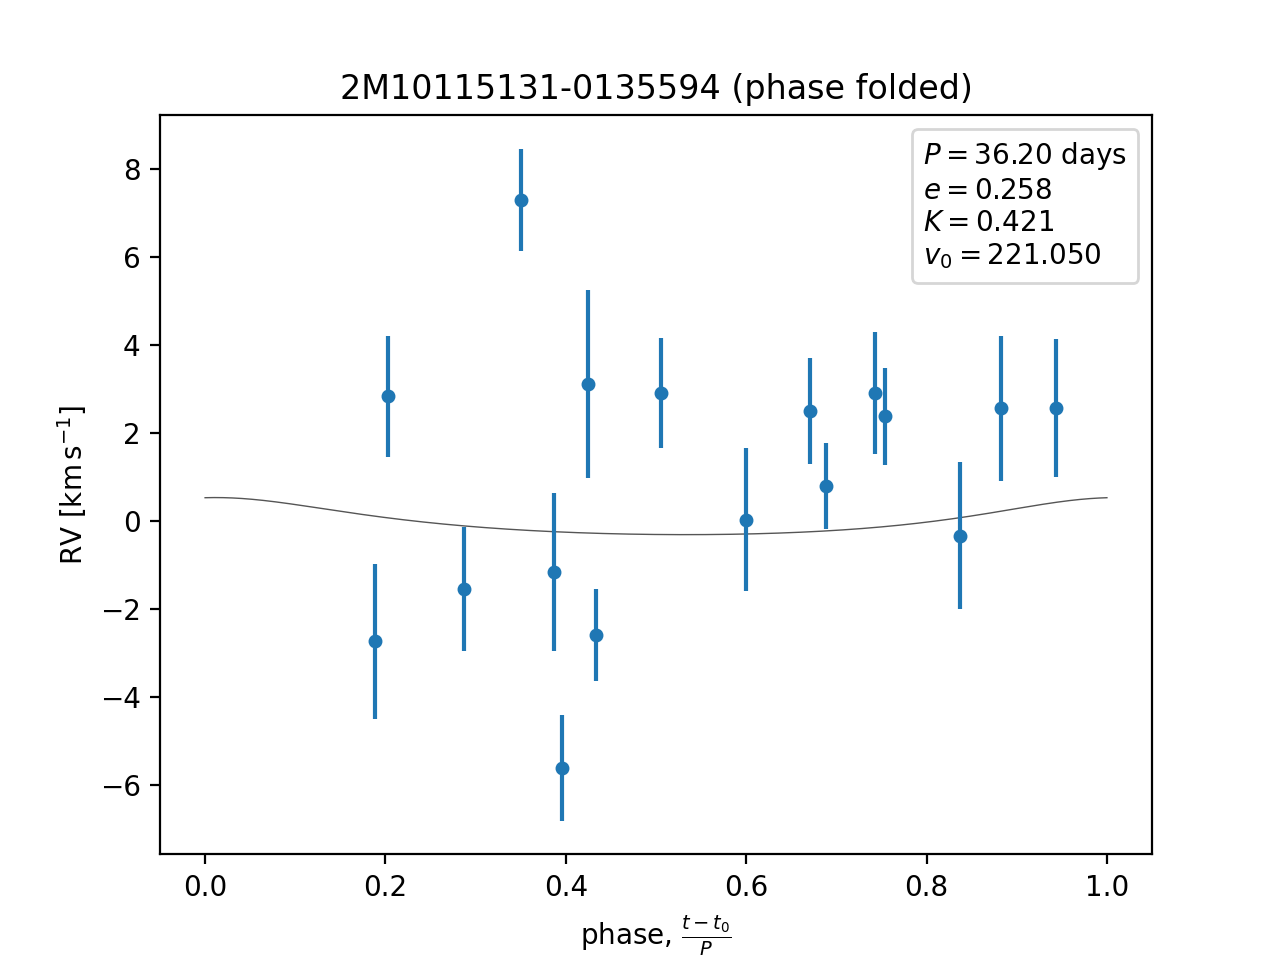 2M10115131-0135594 (phase folded)
P = 36.20 days
e = 0.258
K = 0.421
v₀ = 221.050
8
6
4
2
0
−2
−4
−6
RV [km s⁻¹]
0.0 0.2 0.4 0.6 0.8 1.0
phase, (t − t₀)/P